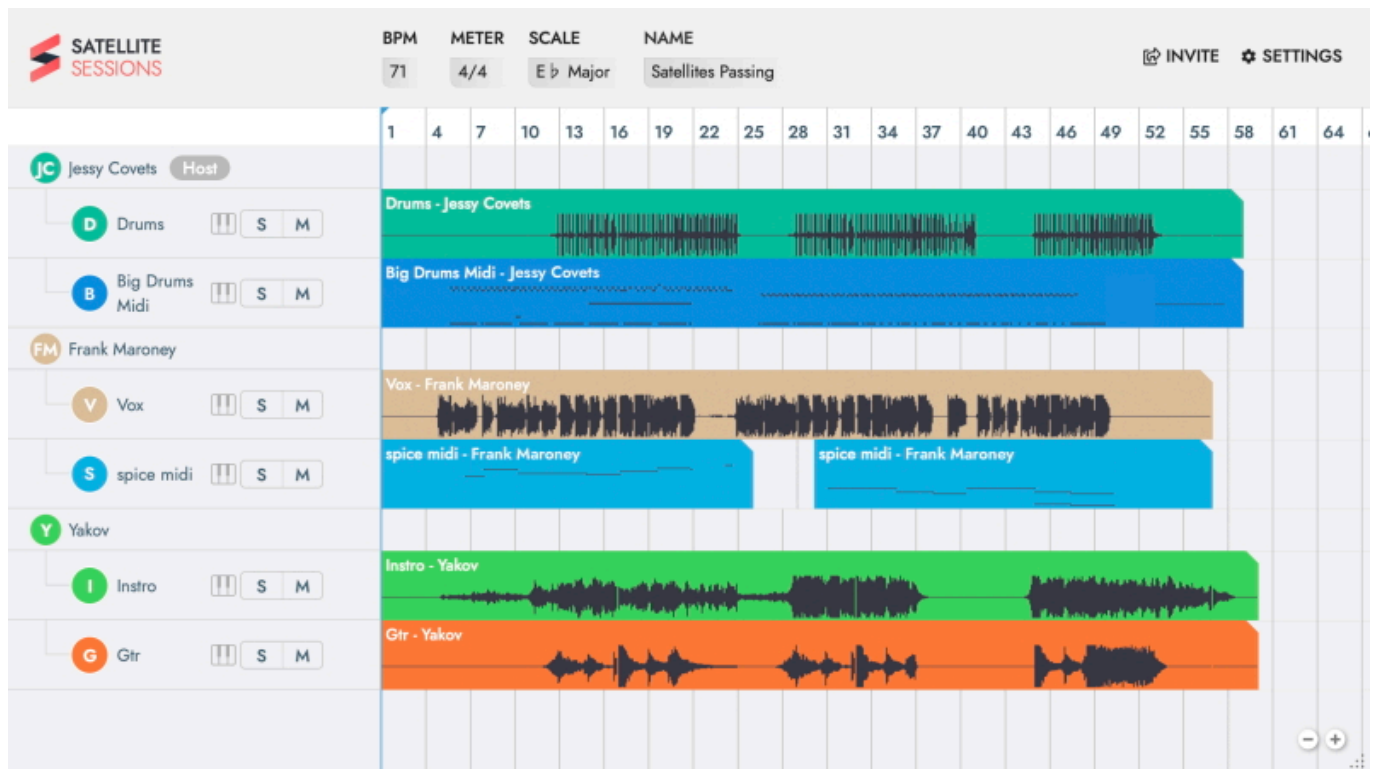 SATELLITE
SESSIONS
BPM METER SCALE NAME
71 4/4 E♭ Major Satellites Passing
INVITE SETTINGS
1 4 7 10 13 16 19 22 25 28 31 34 37 40 43 46 49 52 55 58 61 64
JC Jessy Covets Host
D Drums S M
Drums - Jessy Covets
B Big Drums
Midi S M
Big Drums Midi - Jessy Covets
FM Frank Maroney
V Vox S M
Vox - Frank Maroney
S spice midi S M
spice midi - Frank Maroney spice midi - Frank Maroney
Y Yakov
I Instro S M
Instro - Yakov
G Gtr S M
Gtr - Yakov